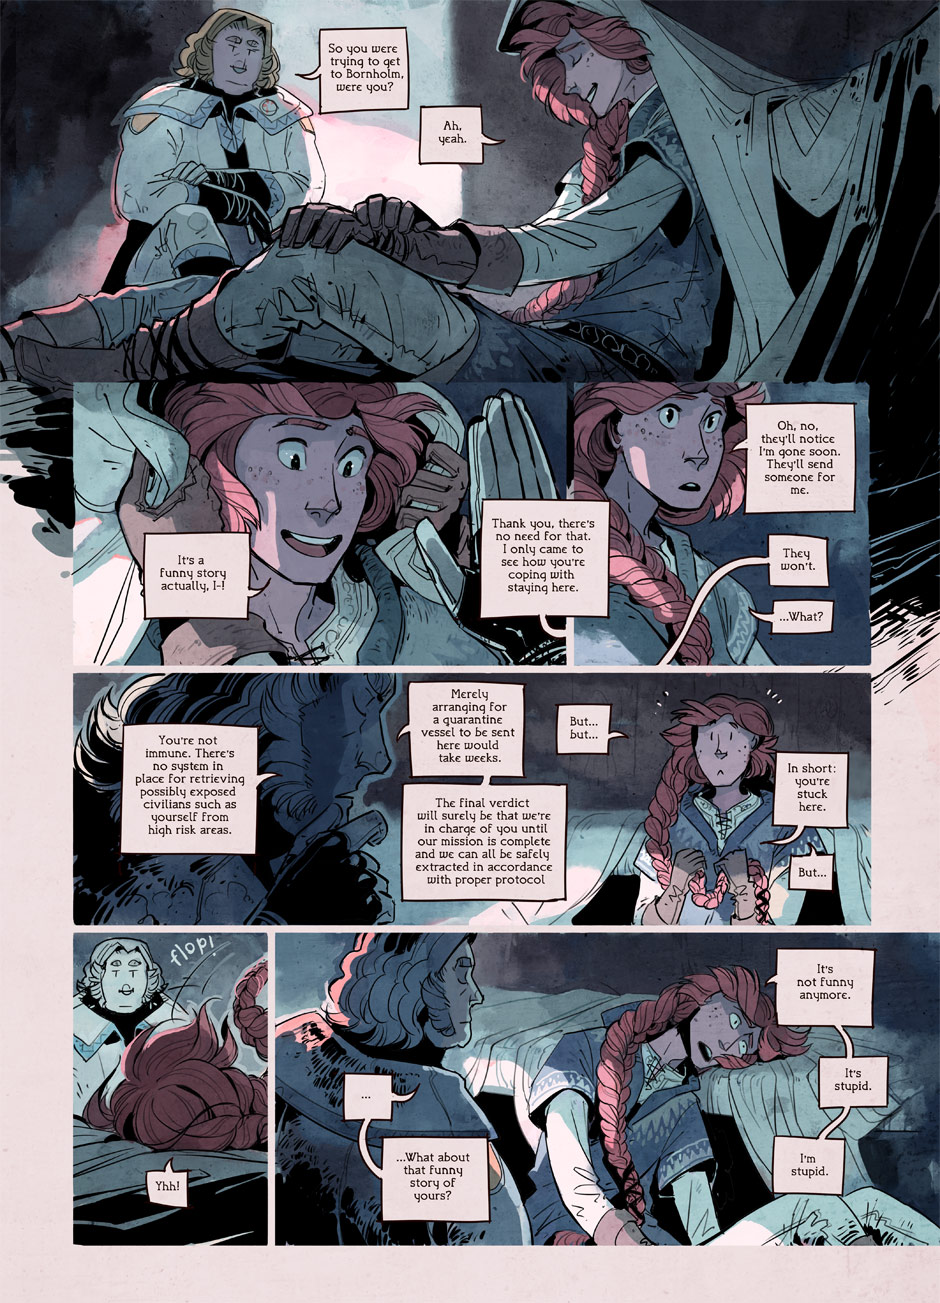 So you were
trying to get
to Bornholm,
were you?
Ah,
yeah.
It's a
funny story
actually, I-!
Thank you, there's
no need for that.
I only came to
see how you're
coping with
staying here.
Oh, no,
they'll notice
I'm gone soon.
They'll send
someone for
me.
They
won't.
...What?
You're not
immune. There's
no system in
place for retrieving
possibly exposed
civilians such as
yourself from
high risk areas.
Merely
arranging for
a quarantine
vessel to be sent
here would
take weeks.
The final verdict
will surely be that we're
in charge of you until
our mission is complete
and we can all be safely
extracted in accordance
with proper protocol
But...
but...
In short:
you're
stuck
here.
But...
flop!
Yhh!
...
...What about
that funny
story of
yours?
It's
not funny
anymore.
It's
stupid.
I'm
stupid.